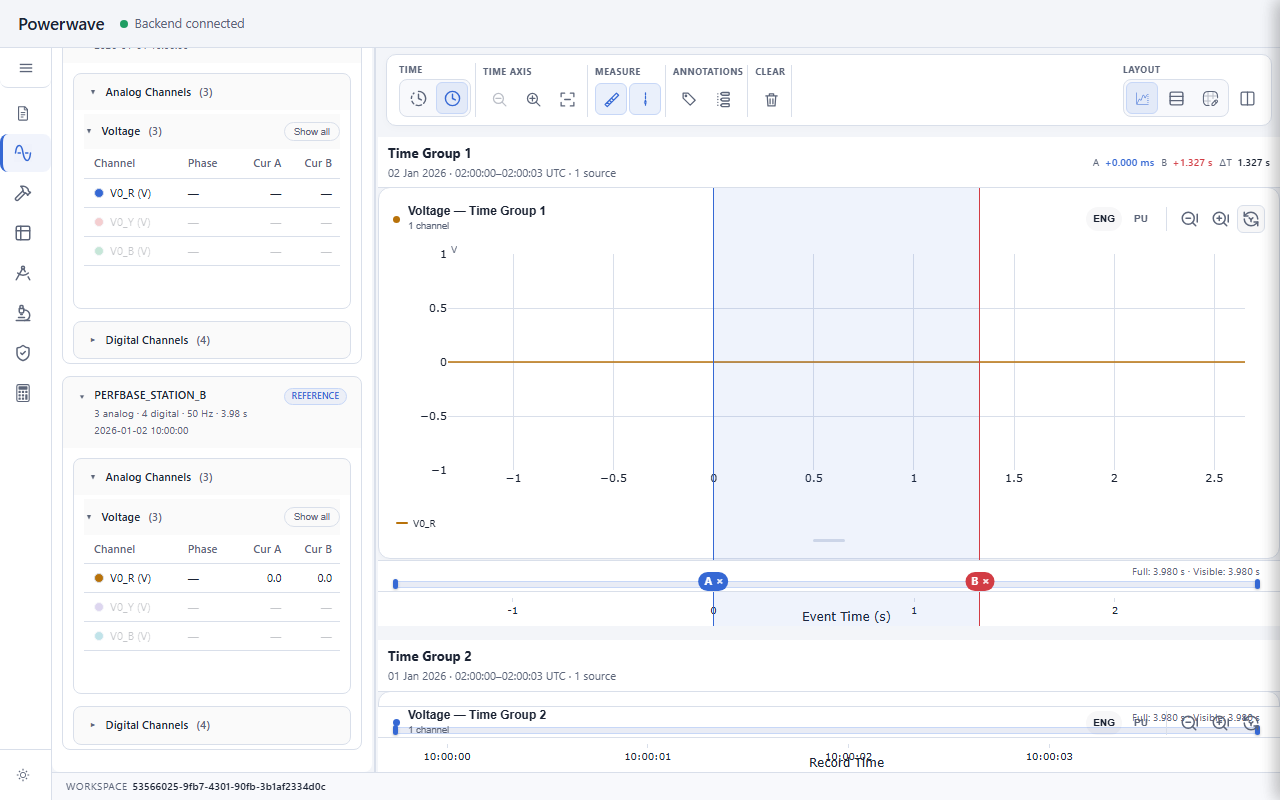 Powerwave
Backend connected
Analog Channels (3)
Voltage (3)
Show all
Channel Phase Cur A Cur B
V0_R (V) — — —
V0_Y (V) — — —
V0_B (V) — — —
Digital Channels (4)
PERFBASE_STATION_B
REFERENCE
3 analog · 4 digital · 50 Hz · 3.98 s
2026-01-02 10:00:00
Analog Channels (3)
Voltage (3)
Show all
Channel Phase Cur A Cur B
V0_R (V) — 0.0 0.0
V0_Y (V) — — —
V0_B (V) — — —
Digital Channels (4)
TIME TIME AXIS MEASURE ANNOTATIONS CLEAR LAYOUT
Time Group 1
02 Jan 2026 · 02:00:00–02:00:03 UTC · 1 source
A +0.000 ms B +1.327 s ΔT 1.327 s
Voltage — Time Group 1
1 channel
ENG PU
V
1
0.5
0
−0.5
−1
−1 −0.5 0 0.5 1 1.5 2 2.5
V0_R
Full: 3.980 s · Visible: 3.980 s
A × B ×
-1 0 1 2
Event Time (s)
Time Group 2
01 Jan 2026 · 02:00:00–02:00:03 UTC · 1 source
Voltage — Time Group 2
1 channel
ENG PU
Full: 3.980 s · Visible: 3.980 s
10:00:00 10:00:01 10:00:02 10:00:03
Record Time
WORKSPACE 53566025-9fb7-4301-90fb-3b1af2334d0c